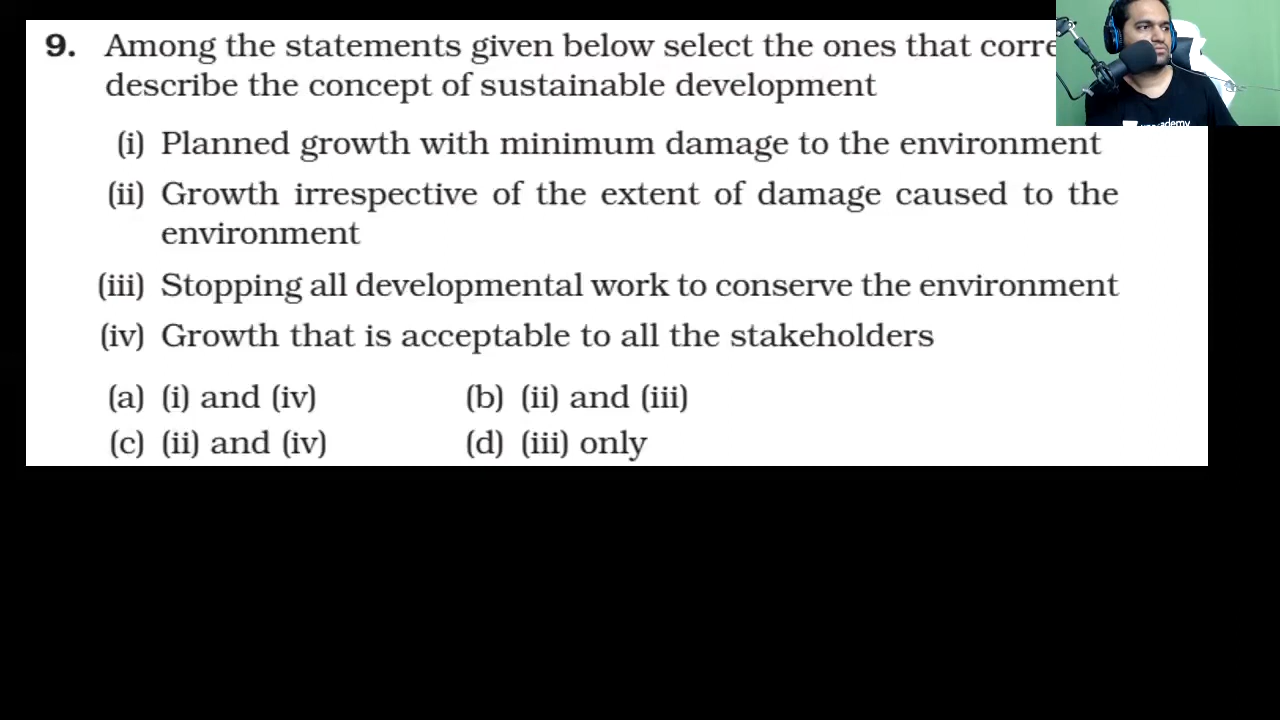 9. Among the statements given below select the ones that
describe the concept of sustainable development
(i) Planned growth with minimum damage to the environment
(ii) Growth irrespective of the extent of damage caused to the
environment
(iii) Stopping all developmental work to conserve the environment
(iv) Growth that is acceptable to all the stakeholders
(a) (i) and (iv) (b) (ii) and (iii)
(c) (ii) and (iv) (d) (iii) only